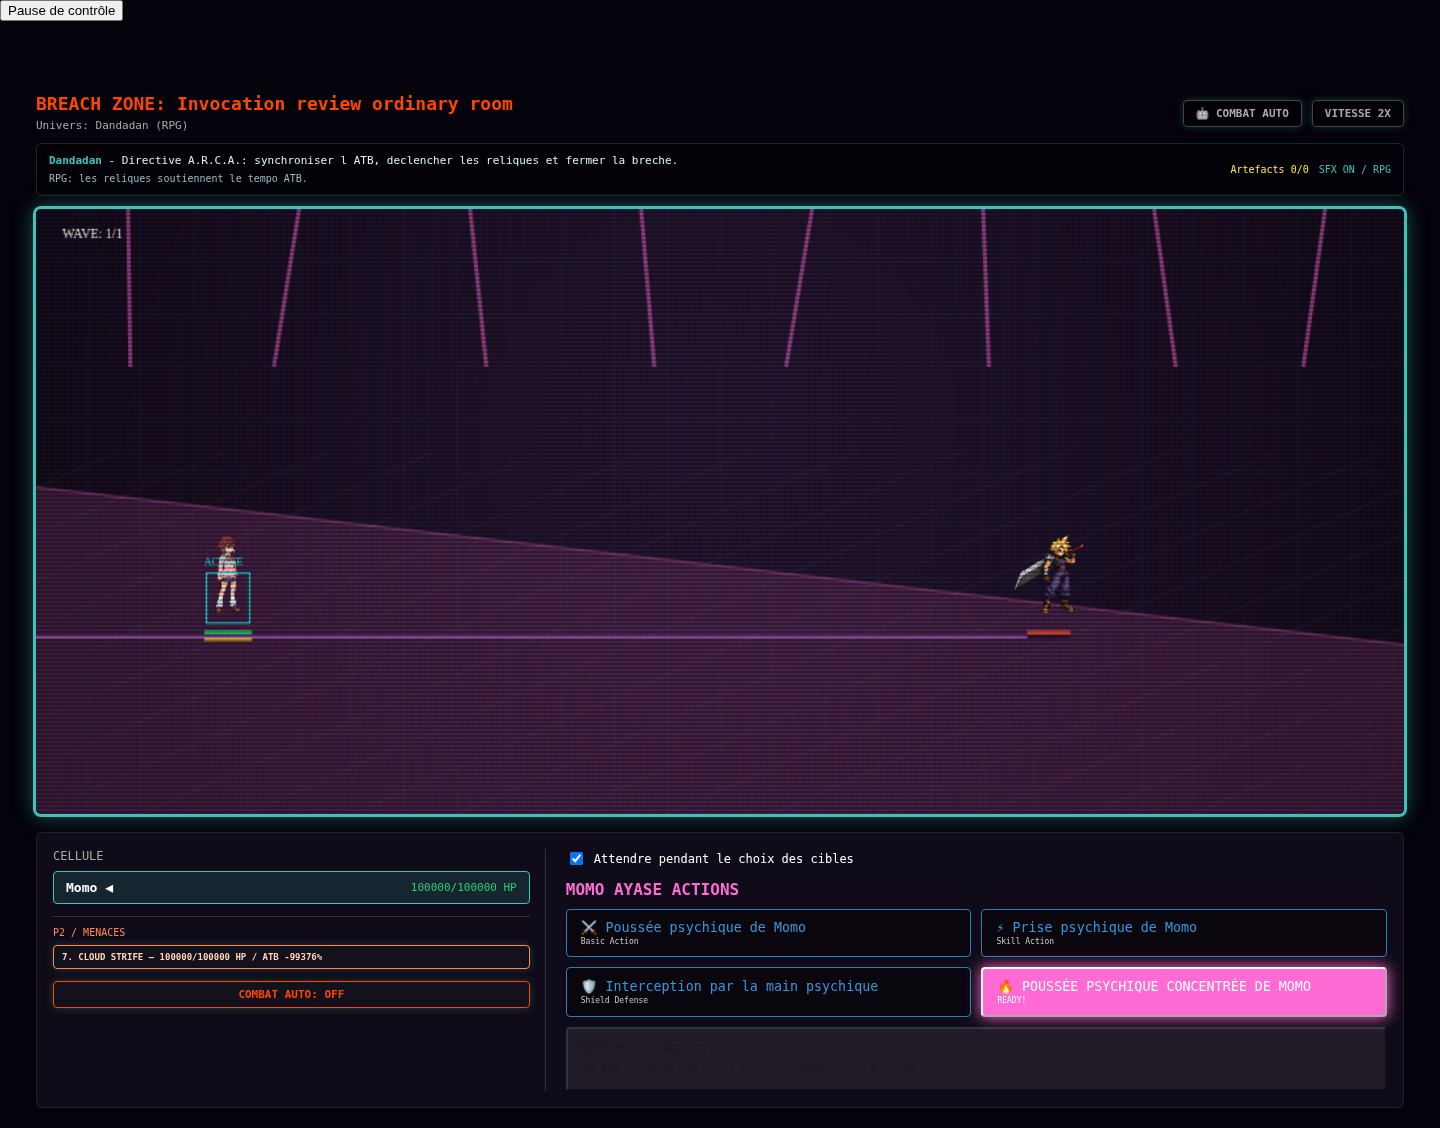 Pause de contrôle
BREACH ZONE: Invocation review ordinary room
Univers: Dandadan (RPG)
🤖 COMBAT AUTO
VITESSE 2X
Dandadan - Directive A.R.C.A.: synchroniser l ATB, declencher les reliques et fermer la breche.
RPG: les reliques soutiennent le tempo ATB.
Artefacts 0/0 SFX ON / RPG
WAVE: 1/1
CELLULE
Momo ◀
100000/100000 HP
P2 / MENACES
7. CLOUD STRIFE — 100000/100000 HP / ATB -99376%
COMBAT AUTO: OFF
Attendre pendant le choix des cibles
MOMO AYASE ACTIONS
⚔️ Poussée psychique de Momo
Basic Action
⚡ Prise psychique de Momo
Skill Action
🛡️ Interception par la main psychique
Shield Defense
🔥 POUSSÉE PSYCHIQUE CONCENTRÉE DE MOMO
READY!
RENFORT